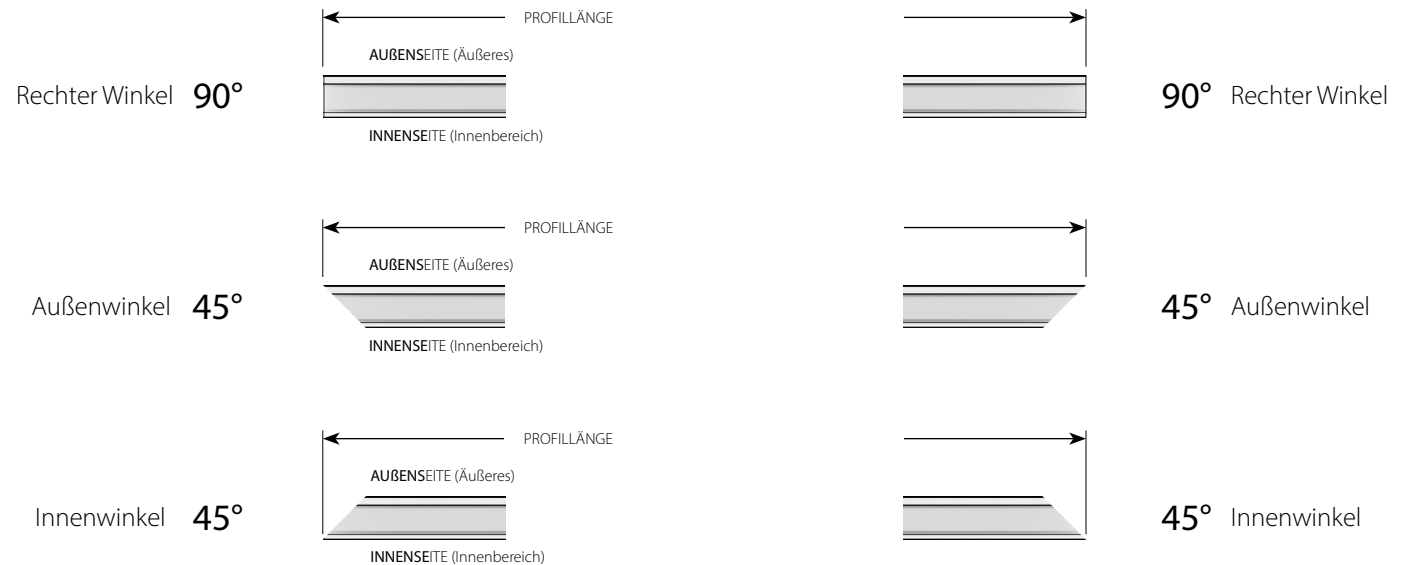 PROFILLÄNGE
AUßENSEITE (Äußeres)
Rechter Winkel 90°
90° Rechter Winkel
INNENSEITE (Innenbereich)
PROFILLÄNGE
AUßENSEITE (Äußeres)
Außenwinkel 45°
45° Außenwinkel
INNENSEITE (Innenbereich)
PROFILLÄNGE
AUßENSEITE (Äußeres)
Innenwinkel 45°
45° Innenwinkel
INNENSEITE (Innenbereich)